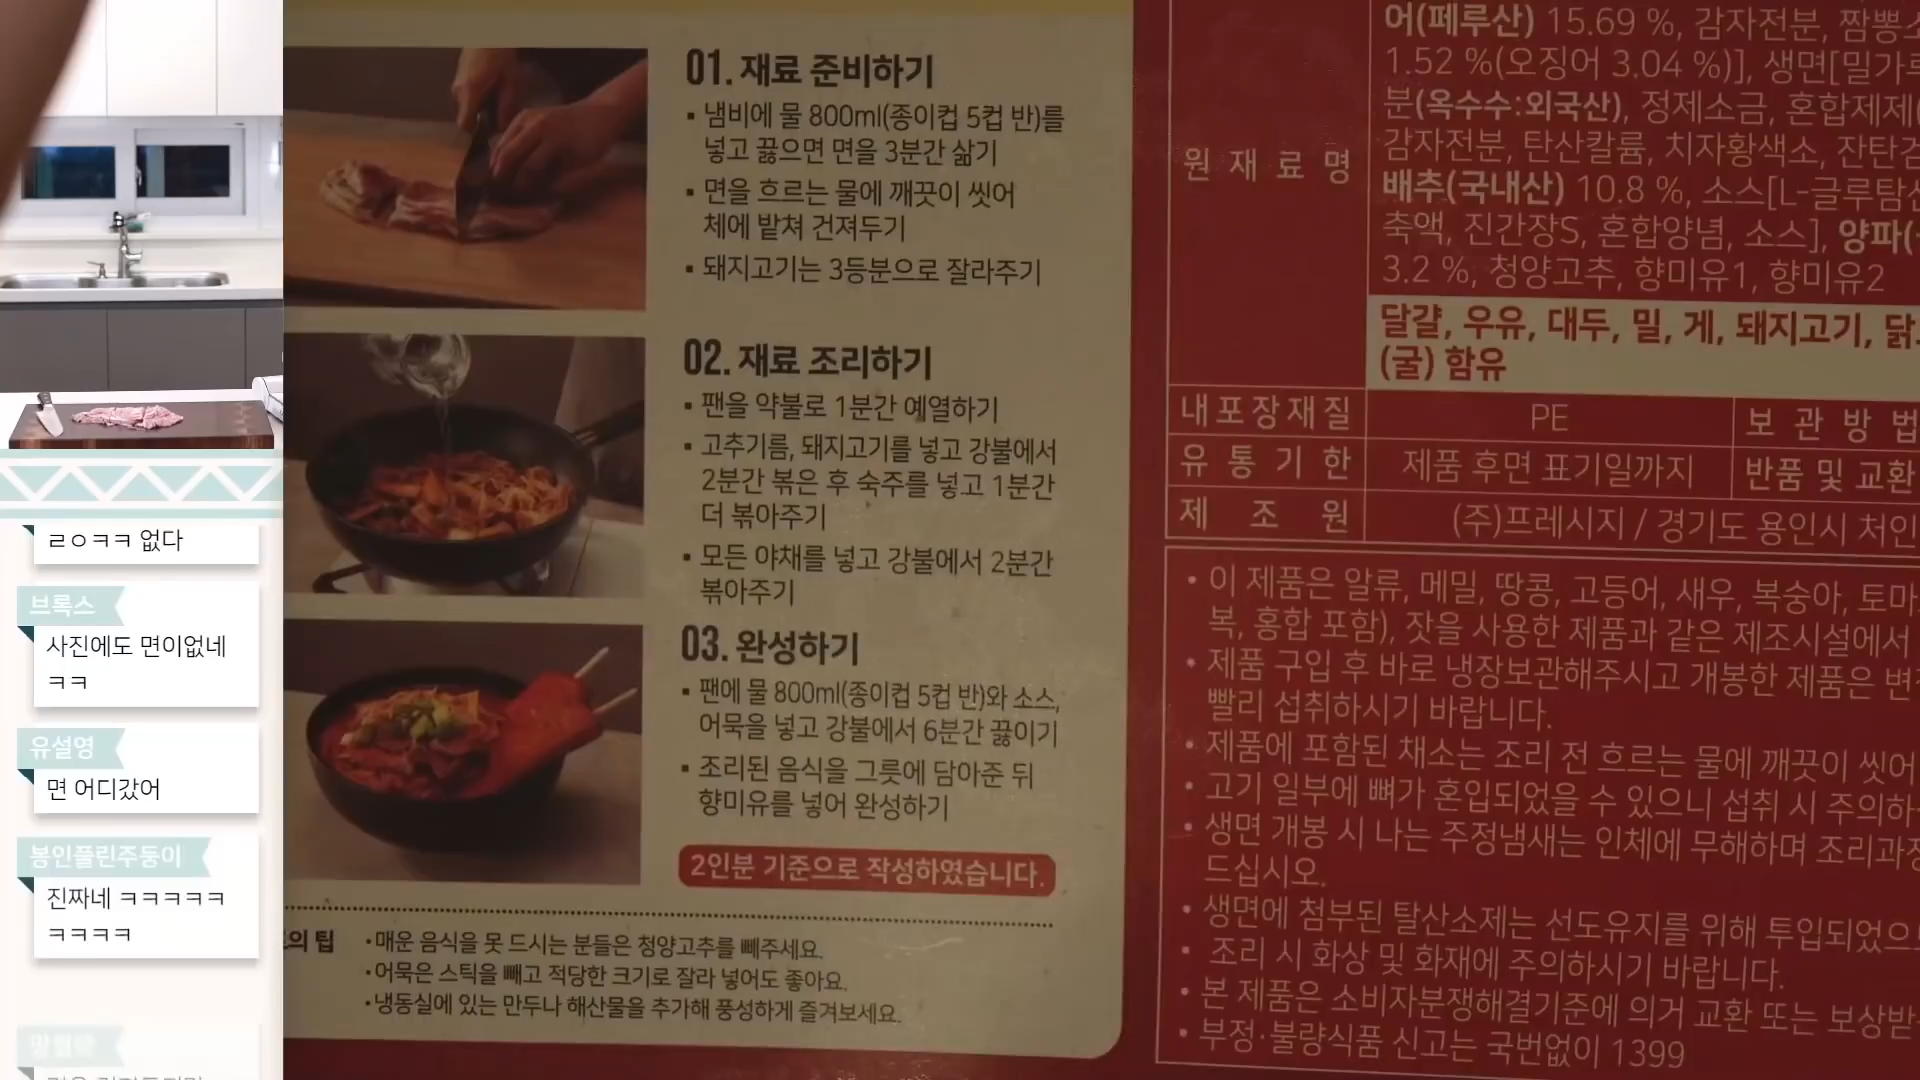 ㄹㅇㅋㅋ 없다
브록스
사진에도 면이없네
ㅋㅋ
유설영
면 어디갔어
봉인풀린주둥이
진짜네 ㅋㅋㅋㅋㅋ
ㅋㅋㅋㅋ
01. 재료 준비하기
▪ 냄비에 물 800ml(종이컵 5컵 반)를
넣고 끓으면 면을 3분간 삶기
▪ 면을 흐르는 물에 깨끗이 씻어
체에 밭쳐 건져두기
▪ 돼지고기는 3등분으로 잘라주기
02. 재료 조리하기
▪ 팬을 약불로 1분간 예열하기
▪ 고추기름, 돼지고기를 넣고 강불에서
2분간 볶은 후 숙주를 넣고 1분간
더 볶아주기
▪ 모든 야채를 넣고 강불에서 2분간
볶아주기
03. 완성하기
▪ 팬에 물 800ml(종이컵 5컵 반)와 소스,
어묵을 넣고 강불에서 6분간 끓이기
▪ 조리된 음식을 그릇에 담아준 뒤
향미유를 넣어 완성하기
2인분 기준으로 작성하였습니다.
의 팁
•매운 음식을 못 드시는 분들은 청양고추를 빼주세요.
•어묵은 스틱을 빼고 적당한 크기로 잘라 넣어도 좋아요.
•냉동실에 있는 만두나 해산물을 추가해 풍성하게 즐겨보세요.
원 재 료 명
어(페루산) 15.69 %, 감자전분, 짬뽕
1.52 %(오징어 3.04 %)], 생면[밀가루
분(옥수수:외국산), 정제소금, 혼합제제(
감자전분, 탄산칼륨, 치자황색소, 잔탄검
배추(국내산) 10.8 %, 소스[L-글루탐산
축액, 진간장S, 혼합양념, 소스], 양파(
3.2 %, 청양고추, 향미유1, 향미유2
달걀, 우유, 대두, 밀, 게, 돼지고기, 닭
(굴) 함유
내포장재질 PE 보 관 방 법
유 통 기 한 제품 후면 표기일까지 반품 및 교환
제 조 원 (주)프레시지 / 경기도 용인시 처인
• 이 제품은 알류, 메밀, 땅콩, 고등어, 새우, 복숭아, 토마
복, 홍합 포함), 잣을 사용한 제품과 같은 제조시설에서
• 제품 구입 후 바로 냉장보관해주시고 개봉한 제품은 변
빨리 섭취하시기 바랍니다.
• 제품에 포함된 채소는 조리 전 흐르는 물에 깨끗이 씻어
• 고기 일부에 뼈가 혼입되었을 수 있으니 섭취 시 주의하
• 생면 개봉 시 나는 주정냄새는 인체에 무해하며 조리과정
드십시오.
• 생면에 첨부된 탈산소제는 선도유지를 위해 투입되었으
• 조리 시 화상 및 화재에 주의하시기 바랍니다.
• 본 제품은 소비자분쟁해결기준에 의거 교환 또는 보상받
• 부정·불량식품 신고는 국번없이 1399